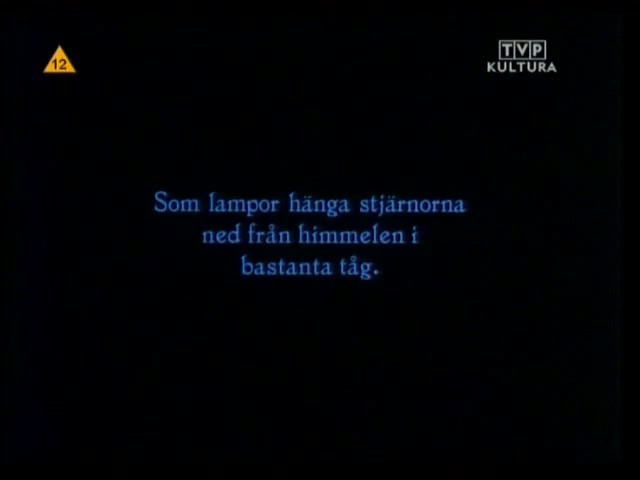 12
TVP
KULTURA
Som lampor hänga stjärnorna
ned från himmelen i
bastanta tåg.